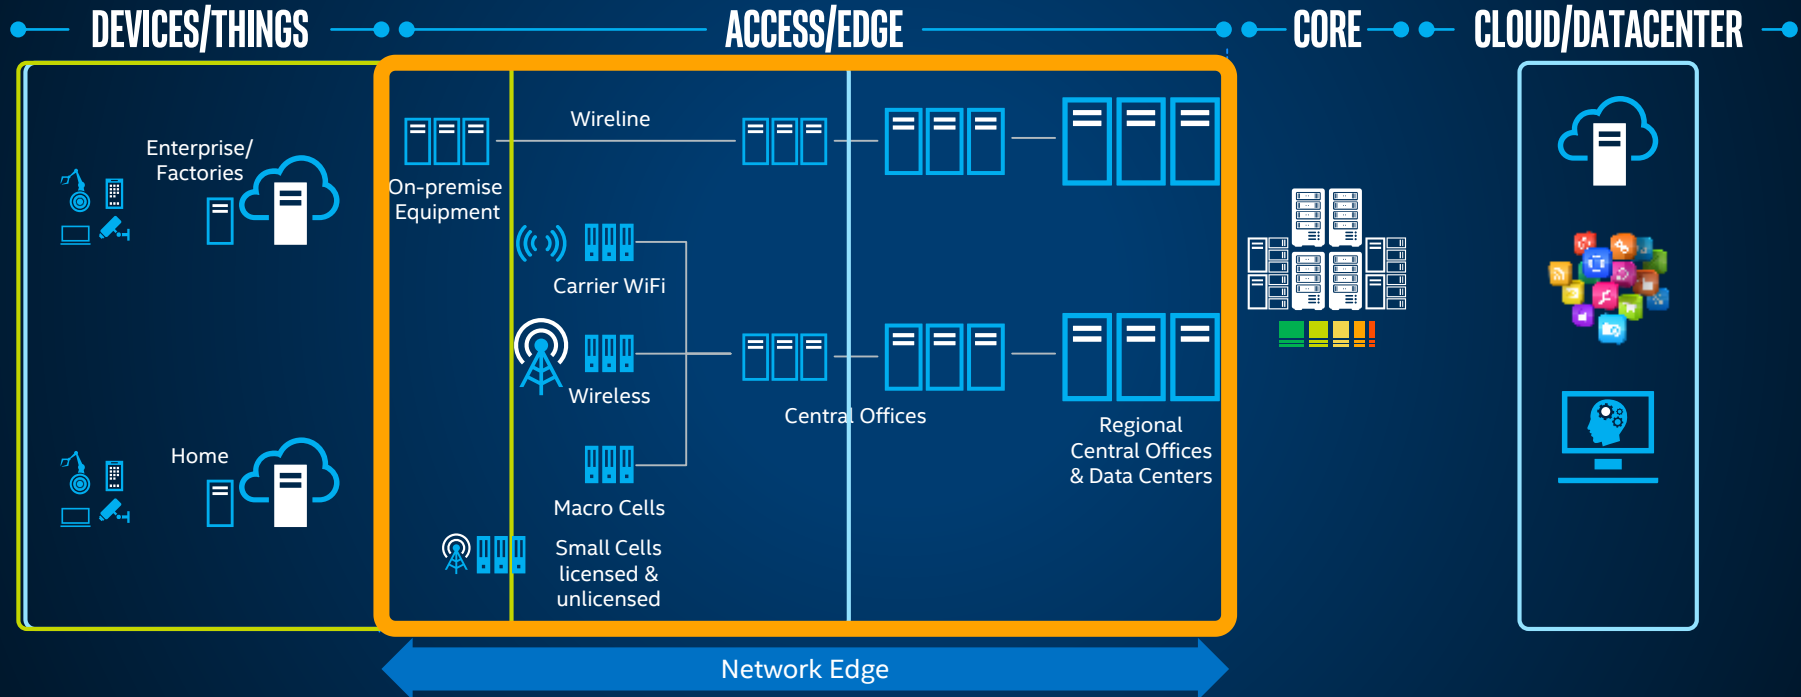 DEVICES/THINGS
ACCESS/EDGE
CORE
CLOUD/DATACENTER
Enterprise/
Factories
Home
Wireline
On-premise
Equipment
Carrier WiFi
Wireless
Macro Cells
Small Cells
licensed &
unlicensed
Central Offices
Regional
Central Offices
& Data Centers
Network Edge